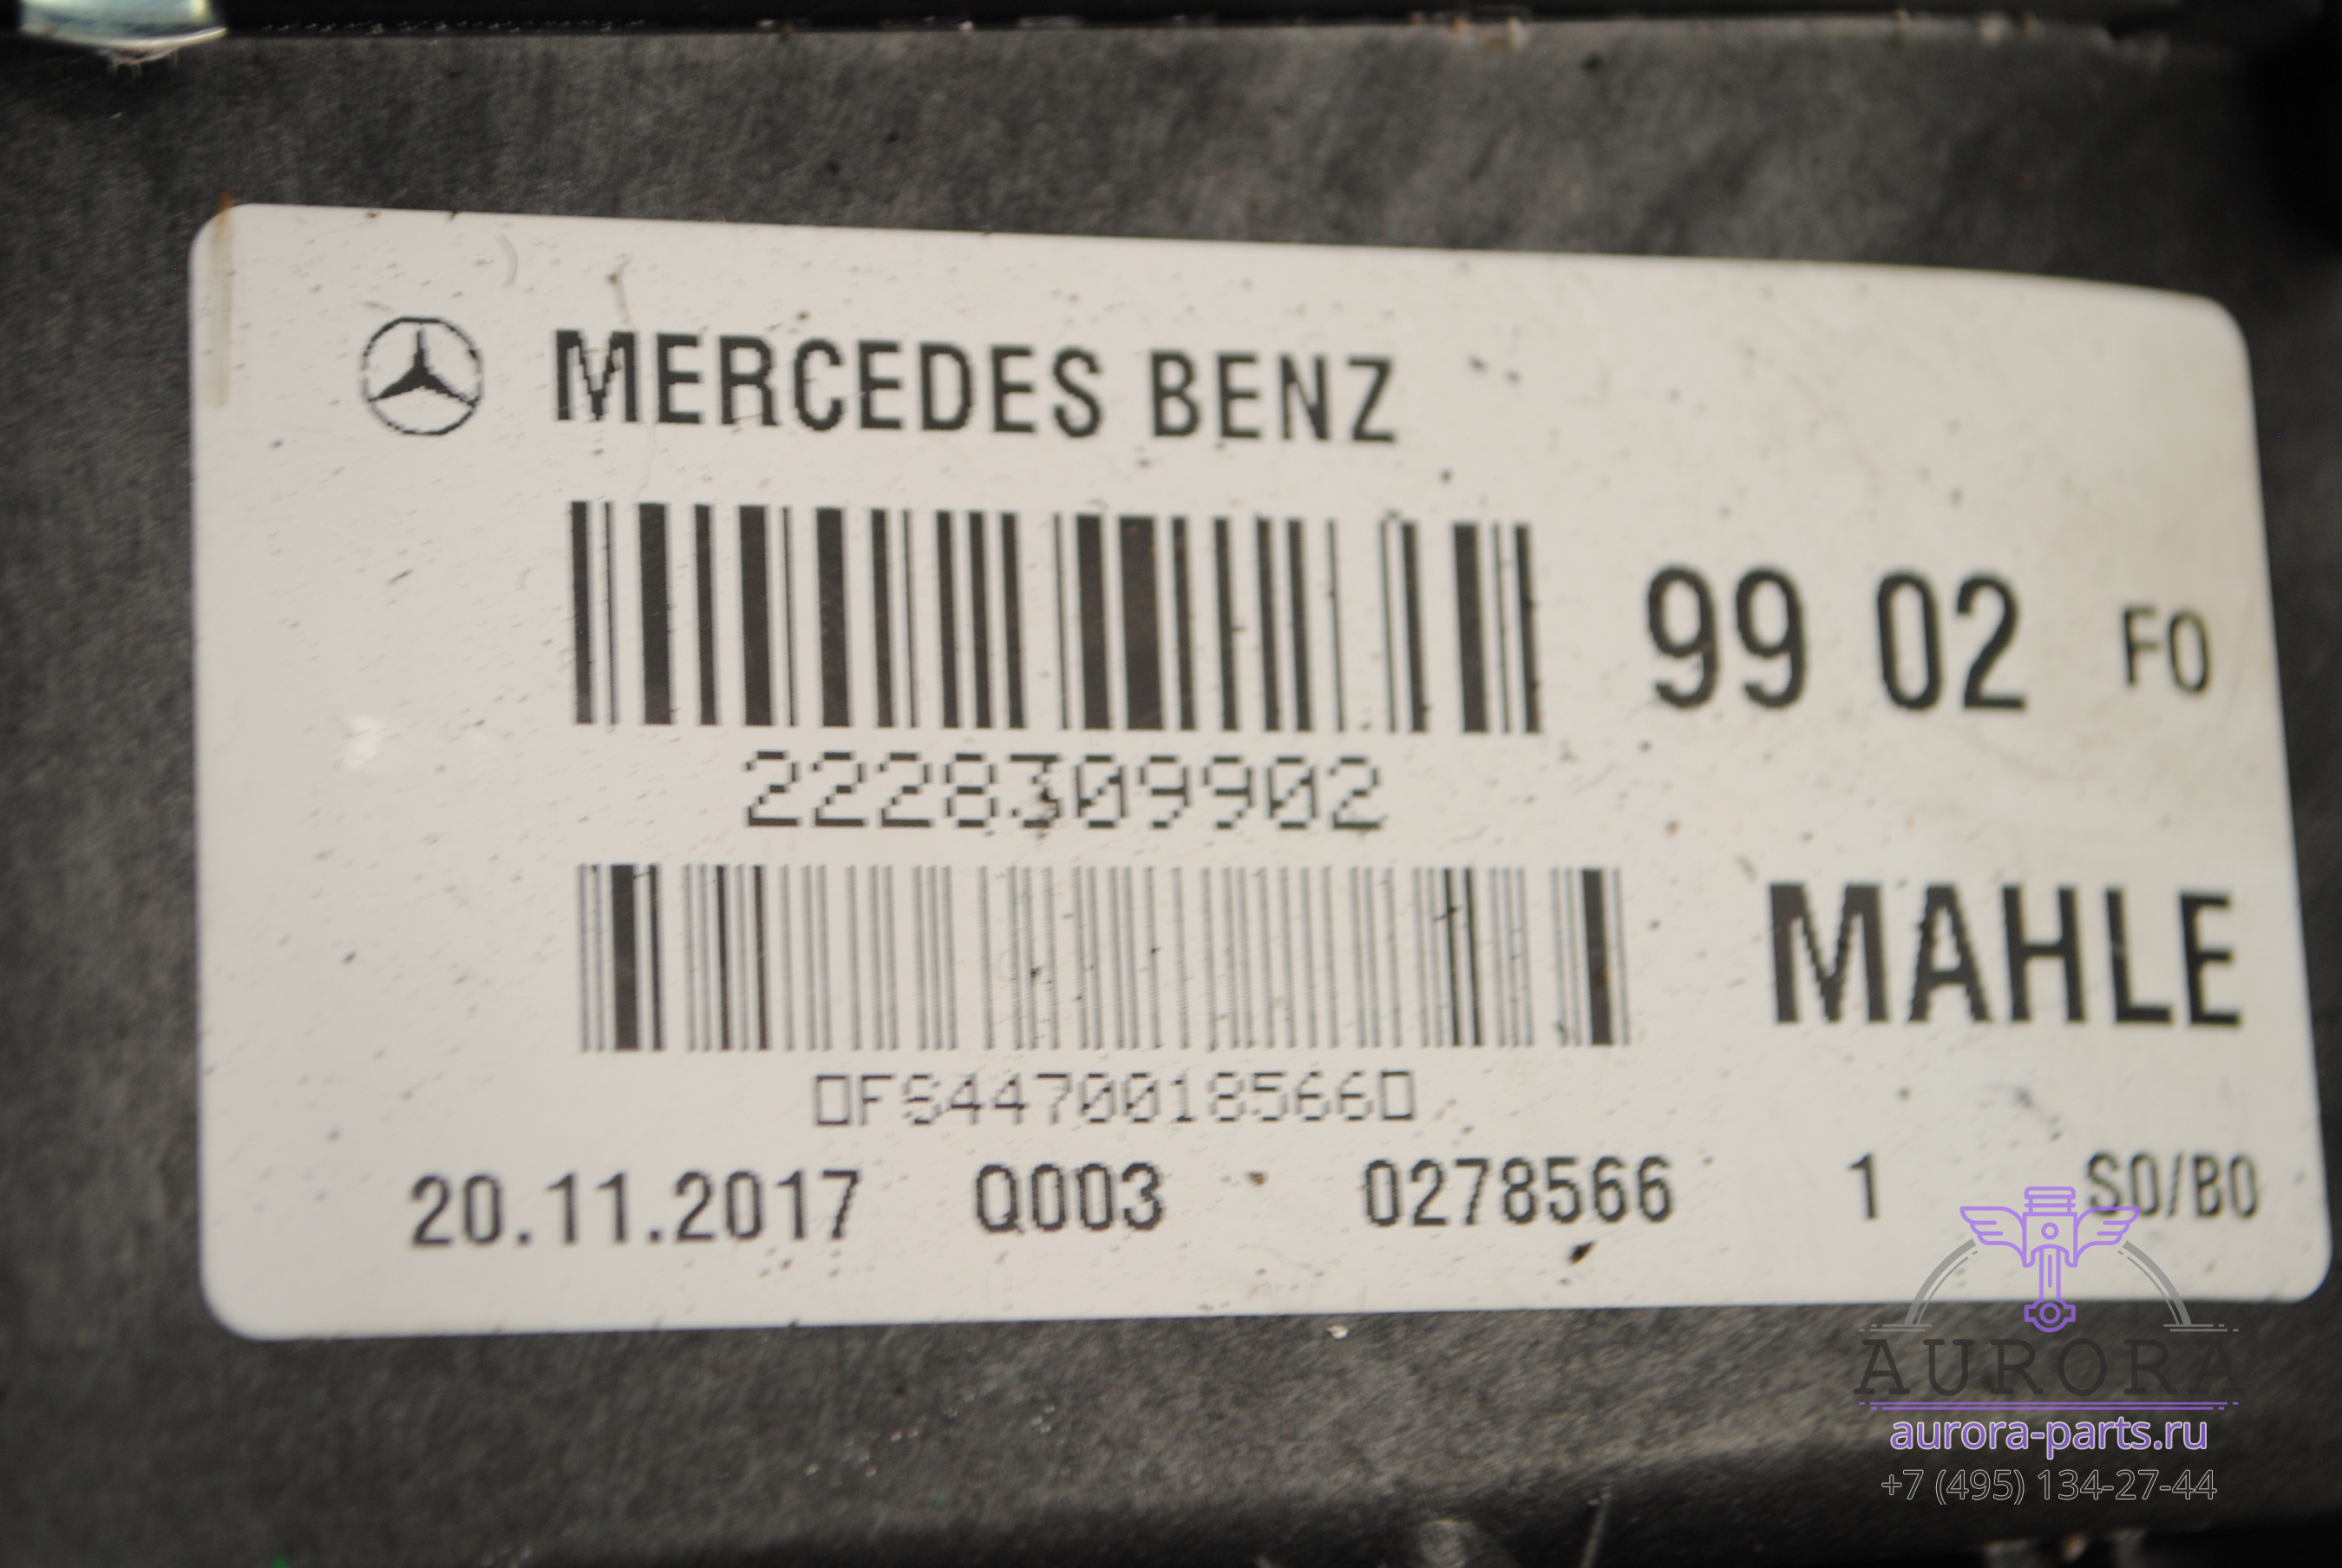 MERCEDES BENZ
99 02 FO
2228309902
MAHLE
▯FS4470018566▯
20.11.2017 Q003 0278566 1 SO/BO
AURORA
aurora-parts.ru
+7 (495) 134-27-44